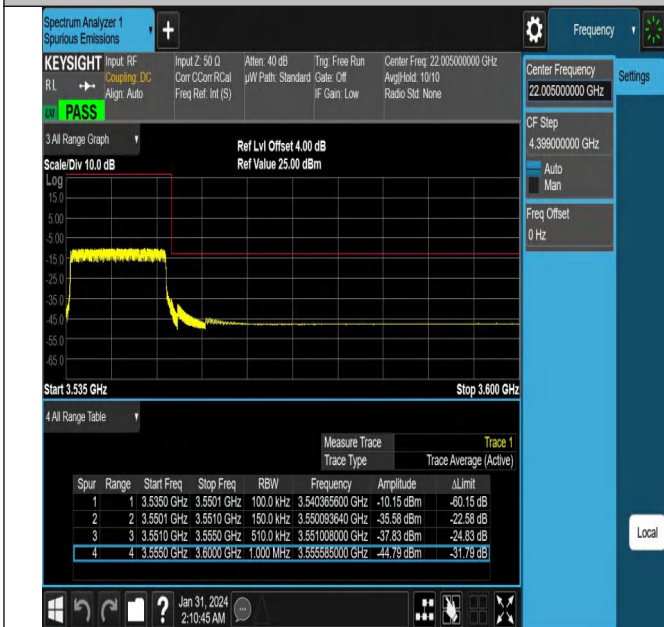 Spectrum Analyzer 1
Spurious Emissions
+
Frequency
KEYSIGHT
RL
LXI
PASS
Input: RF
Coupling: DC
Align: Auto
Input Z: 50 Ω
Corr CCorr RCal
Freq Ref: Int (S)
Atten: 40 dB
µW Path: Standard
Trig: Free Run
Gate: Off
IF Gain: Low
Center Freq: 22.005000000 GHz
Avg|Hold: 10/10
Radio Std: None
Center Frequency
22.005000000 GHz
Settings
CF Step
4.399000000 GHz
Auto
Man
Freq Offset
0 Hz
3 All Range Graph
Scale/Div 10.0 dB
Ref Lvl Offset 4.00 dB
Ref Value 25.00 dBm
Log
15.0
5.00
-5.00
-15.0
-25.0
-35.0
-45.0
-55.0
-65.0
Start 3.535 GHz
Stop 3.600 GHz
4 All Range Table
Measure Trace Trace 1
Trace Type Trace Average (Active)
Spur Range Start Freq Stop Freq RBW Frequency Amplitude ΔLimit
1 1 3.5350 GHz 3.5501 GHz 100.0 kHz 3.540365600 GHz -10.15 dBm -60.15 dB
2 2 3.5501 GHz 3.5510 GHz 150.0 kHz 3.550093640 GHz -35.58 dBm -22.58 dB
3 3 3.5510 GHz 3.5550 GHz 510.0 kHz 3.551008000 GHz -37.83 dBm -24.83 dB
4 4 3.5550 GHz 3.6000 GHz 1.000 MHz 3.555585000 GHz -44.79 dBm -31.79 dB
Local
?
Jan 31, 2024
2:10:45 AM